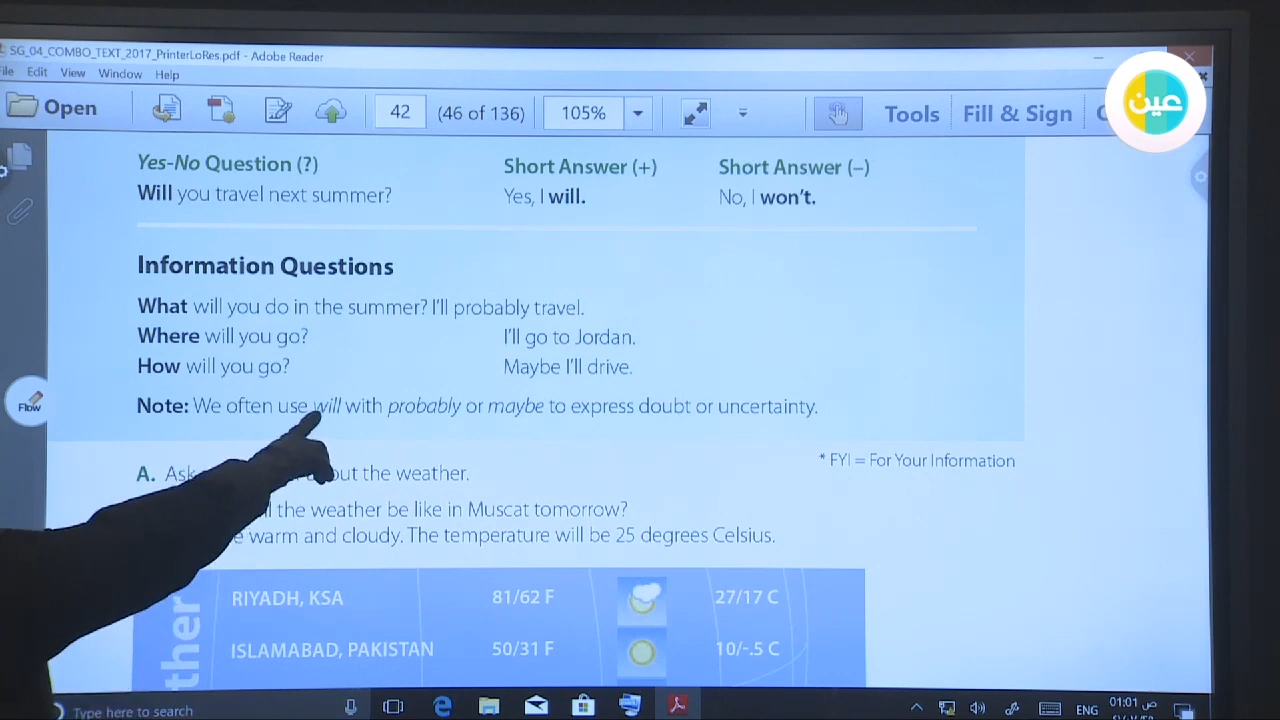 SG_04_COMBO_TEXT_2017_PrinterLoRes.pdf - Adobe Reader
File Edit View Window Help
Open 42 (46 of 136) 105% Tools Fill & Sign
عين
Yes-No Question (?) Short Answer (+) Short Answer (–)
Will you travel next summer? Yes, I will. No, I won't.
Information Questions
What will you do in the summer? I'll probably travel.
Where will you go? I'll go to Jordan.
How will you go? Maybe I'll drive.
Flow
Note: We often use will with probably or maybe to express doubt or uncertainty.
* FYI = For Your Information
A. Ask the weather.
the weather be like in Muscat tomorrow?
warm and cloudy. The temperature will be 25 degrees Celsius.
RIYADH, KSA 81/62 F 27/17 C
ISLAMABAD, PAKISTAN 50/31 F 10/-.5 C
ther
Type here to search ENG 01:01 ص